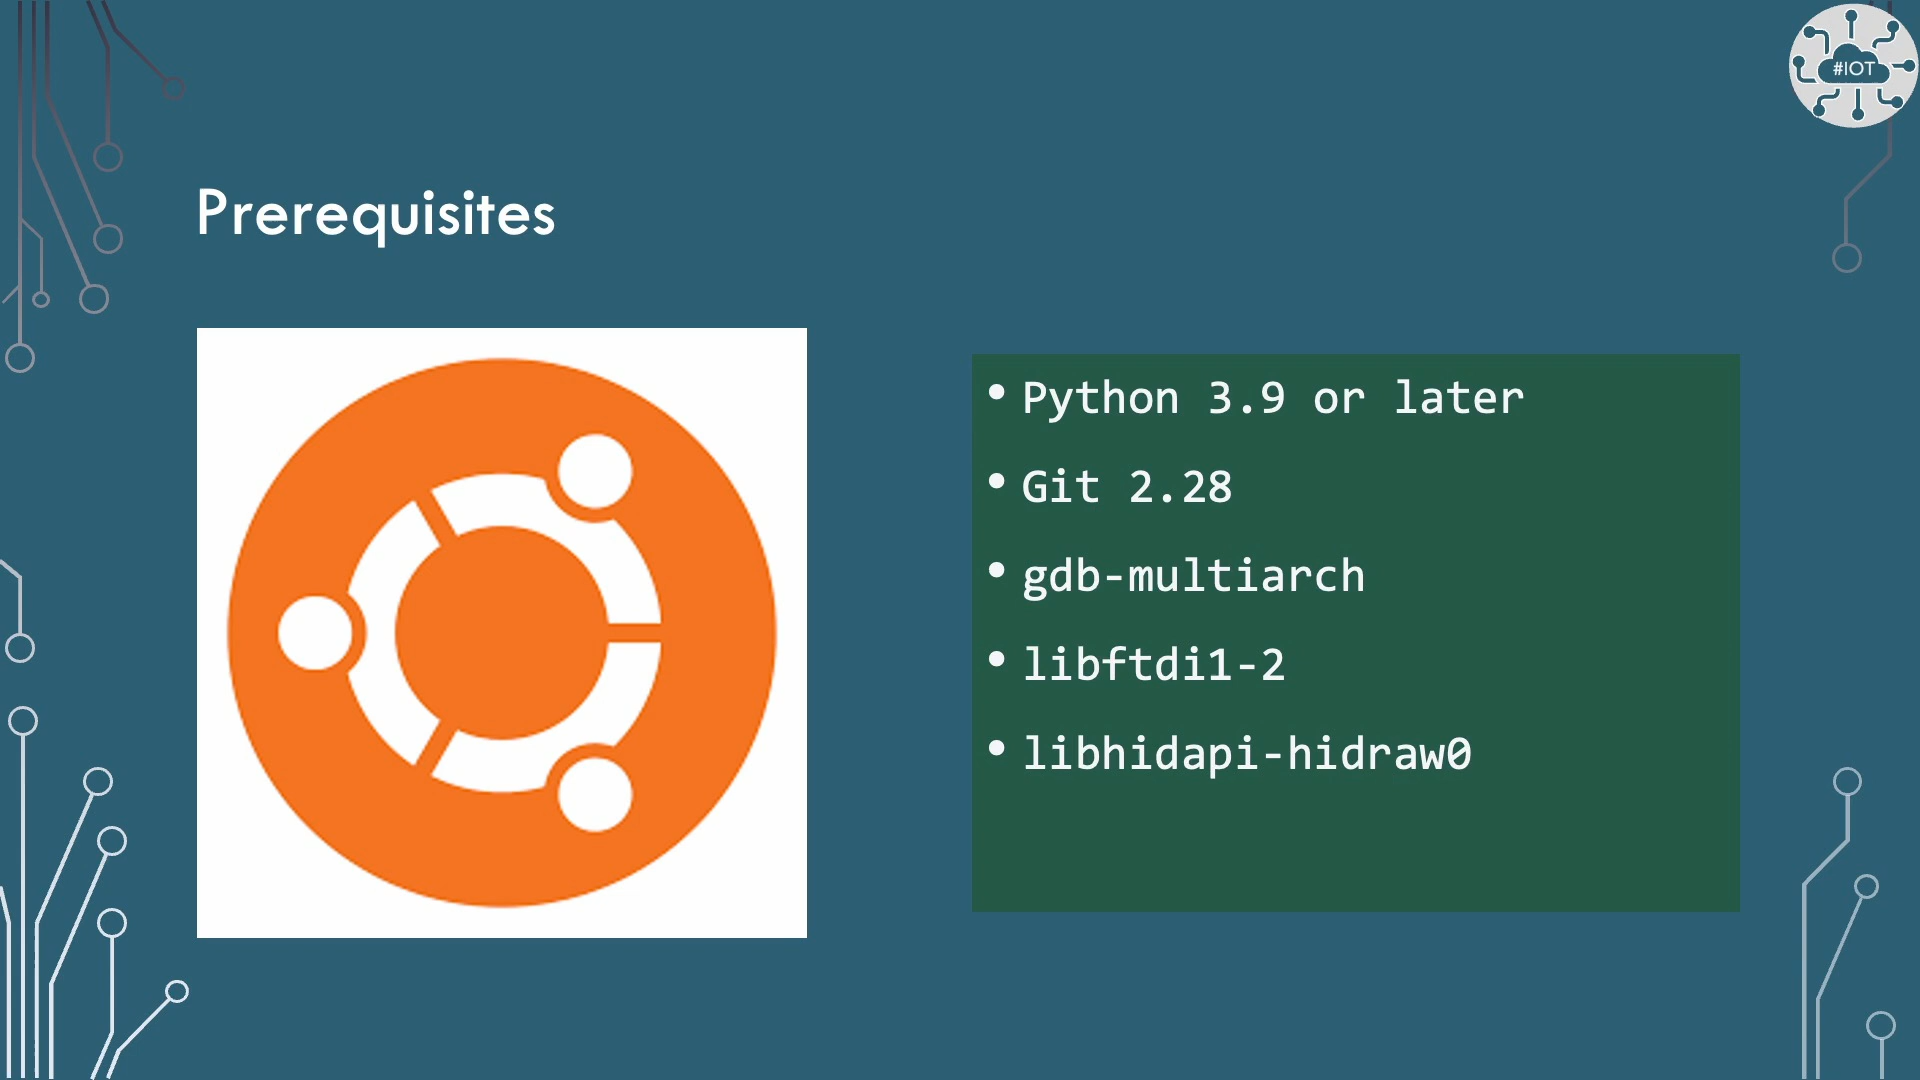 #IOT
Prerequisites
• Python 3.9 or later
• Git 2.28
• gdb-multiarch
• libftdi1-2
• libhidapi-hidraw0